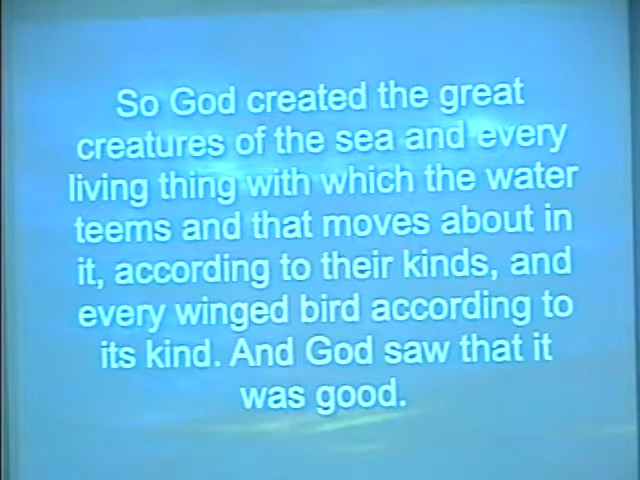 So God created the great
creatures of the sea and every
living thing with which the water
teems and that moves about in
it, according to their kinds, and
every winged bird according to
its kind. And God saw that it
was good.